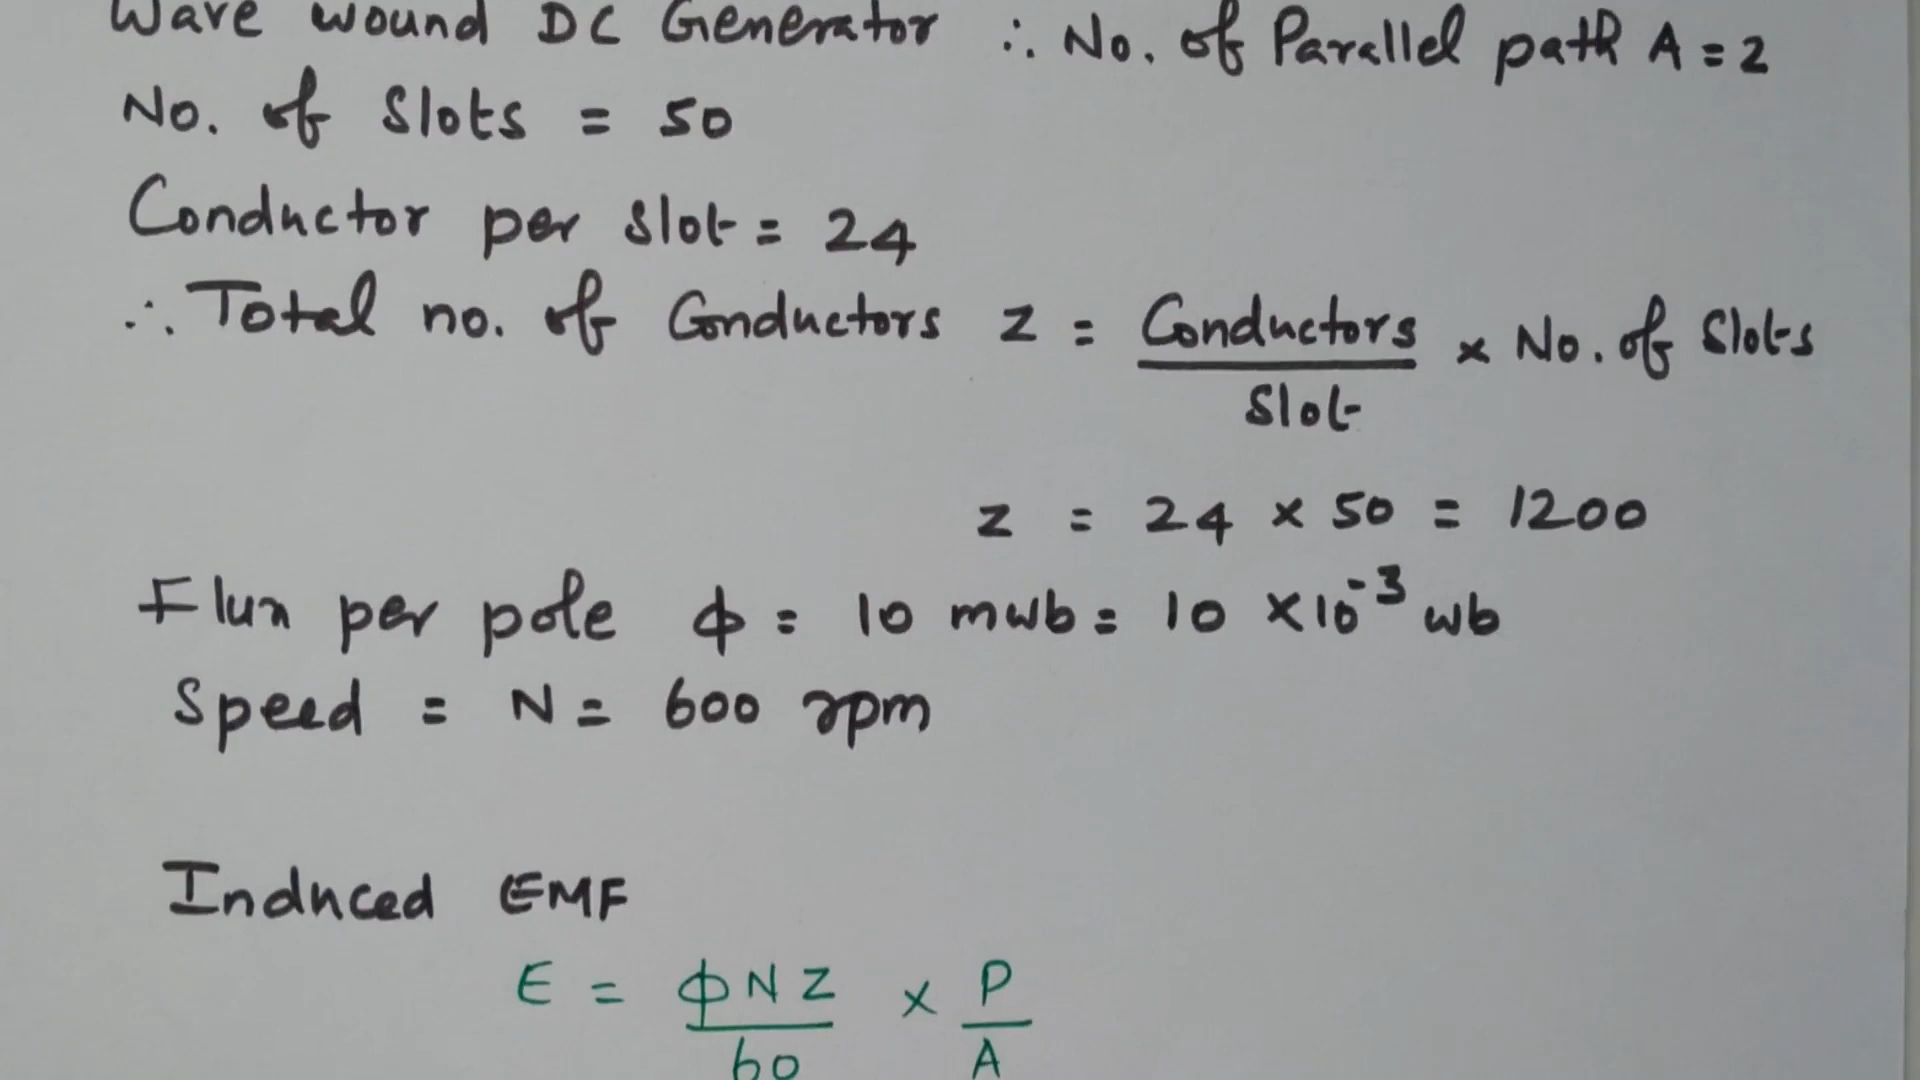 Wave wound DC Generator ∴ No. of Parallel path A = 2
No. of Slots = 50
Conductor per slot = 24
∴ Total no. of Conductors Z = Conductors / Slot × No. of Slots
Z = 24 × 50 = 1200
Flux per pole ϕ = 10 mwb = 10 × 10⁻³ wb
Speed = N = 600 rpm
Induced EMF
E = ϕNZ / 60 × P / A